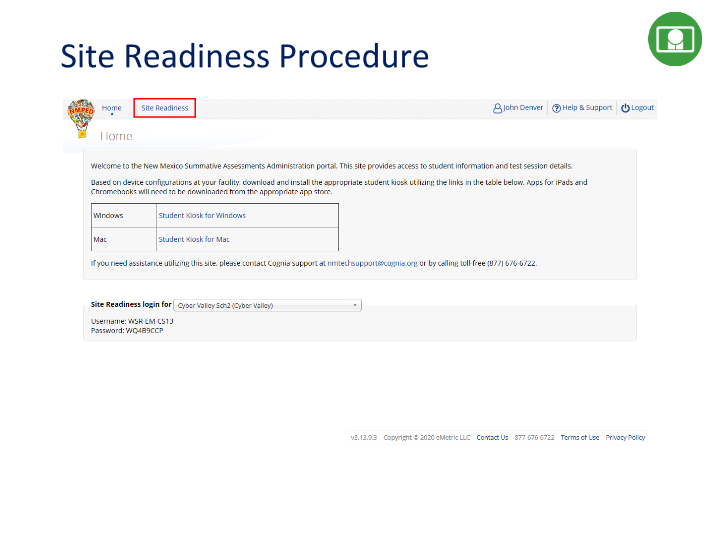 Site Readiness Procedure
NMPED
Home
Site Readiness
John Denver
Help & Support
Logout
Home
Welcome to the New Mexico Summative Assessments Administration portal. This site provides access to student information and test session details.
Based on device configurations at your facility, download and install the appropriate student kiosk utilizing the links in the table below. Apps for iPads and
Chromebooks will need to be downloaded from the appropriate app store.
Windows Student Kiosk for Windows
Mac Student Kiosk for Mac
If you need assistance utilizing this site, please contact Cognia support at nmtechsupport@cognia.org or by calling toll-free (877) 676-6722.
Site Readiness login for Cyber Valley Sch2 (Cyber Valley)
Username: WSR-EM-CS13
Password: WQ4B9CCP
v3.13.9.3 Copyright © 2020 eMetric LLC Contact Us 877-676-6722 Terms of Use Privacy Policy